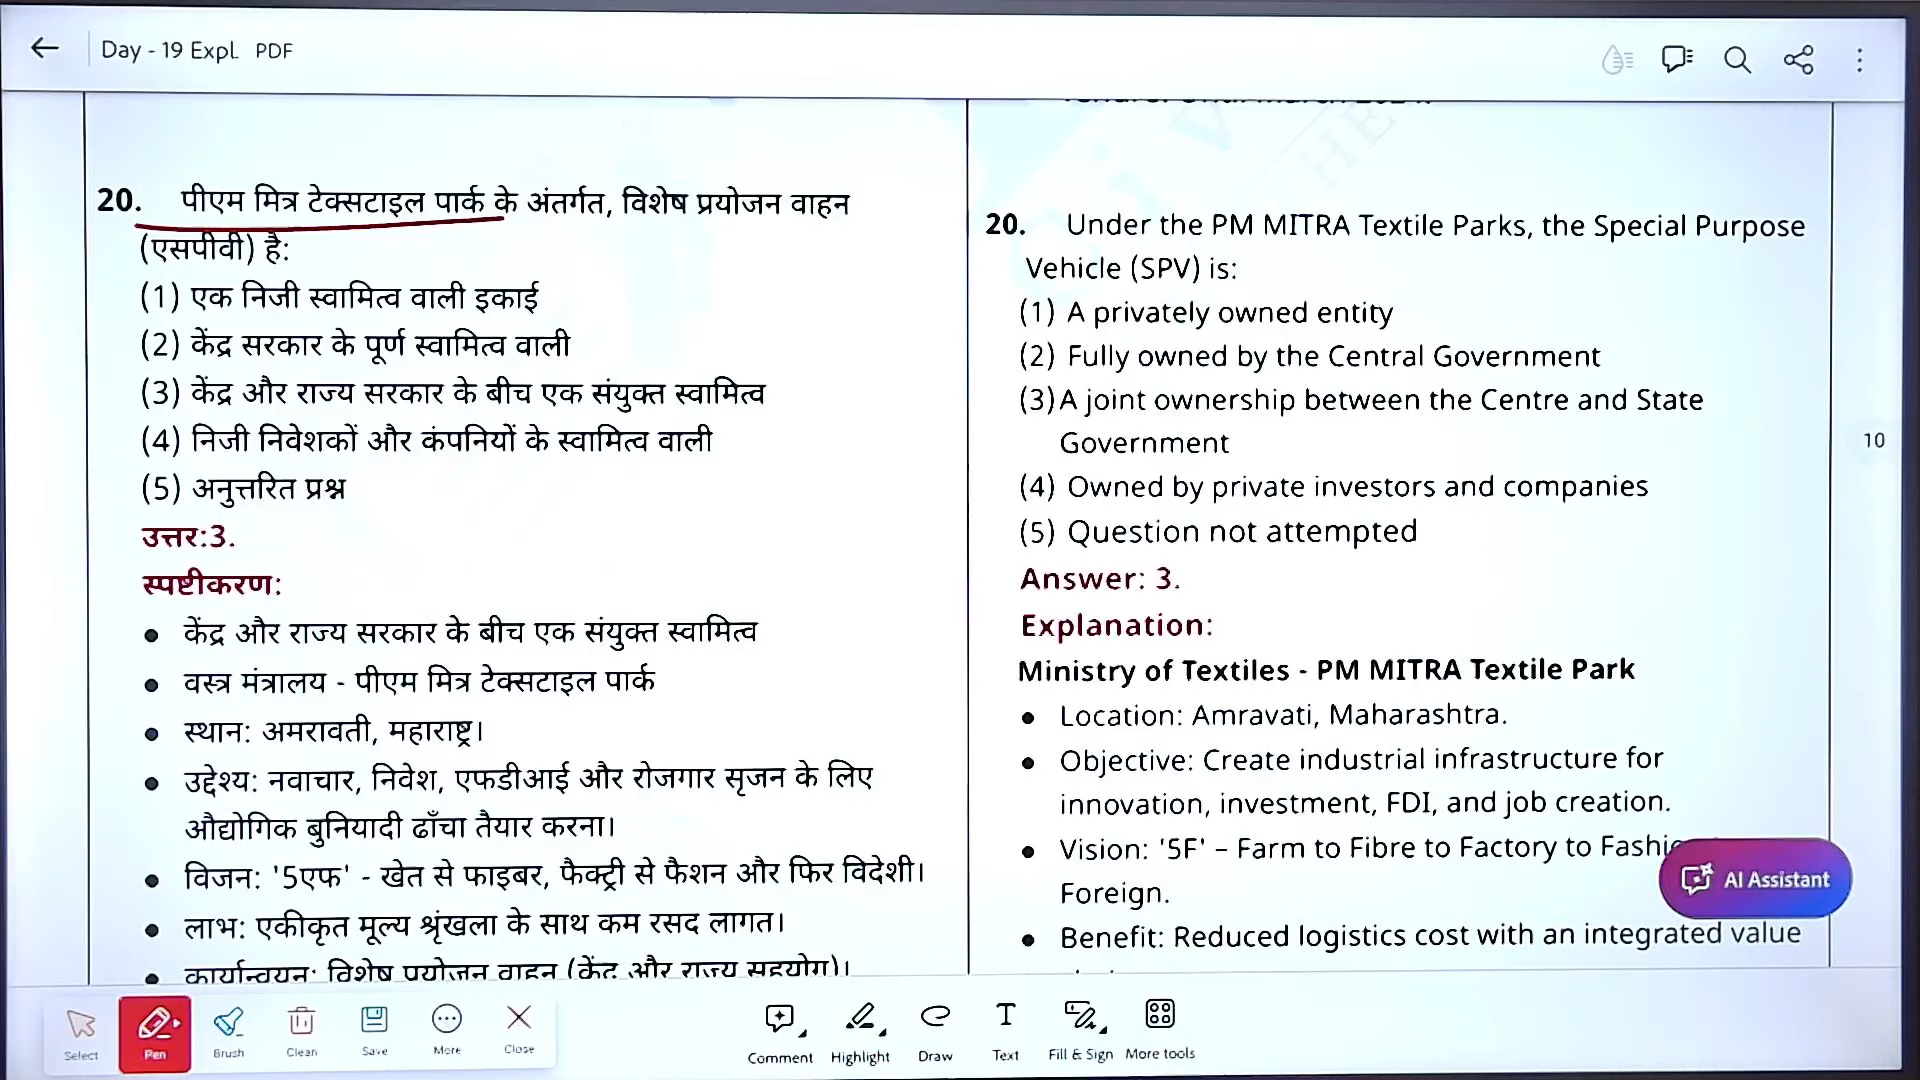 Day - 19 Expl. PDF
20. पीएम मित्र टेक्सटाइल पार्क के अंतर्गत, विशेष प्रयोजन वाहन
(एसपीवी) है:
(1) एक निजी स्वामित्व वाली इकाई
(2) केंद्र सरकार के पूर्ण स्वामित्व वाली
(3) केंद्र और राज्य सरकार के बीच एक संयुक्त स्वामित्व
(4) निजी निवेशकों और कंपनियों के स्वामित्व वाली
(5) अनुत्तरित प्रश्न
उत्तर:3.
स्पष्टीकरण:
• केंद्र और राज्य सरकार के बीच एक संयुक्त स्वामित्व
• वस्त्र मंत्रालय - पीएम मित्र टेक्सटाइल पार्क
• स्थान: अमरावती, महाराष्ट्र।
• उद्देश्य: नवाचार, निवेश, एफडीआई और रोजगार सृजन के लिए
औद्योगिक बुनियादी ढाँचा तैयार करना।
• विजन: '5एफ' - खेत से फाइबर, फैक्ट्री से फैशन और फिर विदेशी।
• लाभ: एकीकृत मूल्य श्रृंखला के साथ कम रसद लागत।
• कार्यान्वयन: विशेष प्रयोजन वाहन (केंद्र और राज्य सहयोग)।
20. Under the PM MITRA Textile Parks, the Special Purpose
Vehicle (SPV) is:
(1) A privately owned entity
(2) Fully owned by the Central Government
(3) A joint ownership between the Centre and State
Government
(4) Owned by private investors and companies
(5) Question not attempted
Answer: 3.
Explanation:
Ministry of Textiles - PM MITRA Textile Park
• Location: Amravati, Maharashtra.
• Objective: Create industrial infrastructure for
innovation, investment, FDI, and job creation.
• Vision: '5F' – Farm to Fibre to Factory to
Foreign.
• Benefit: Reduced logistics cost with an integrated value
10
AI Assistant
Select Pen Brush Clean Save More Close
Comment Highlight Draw Text Fill & Sign More tools